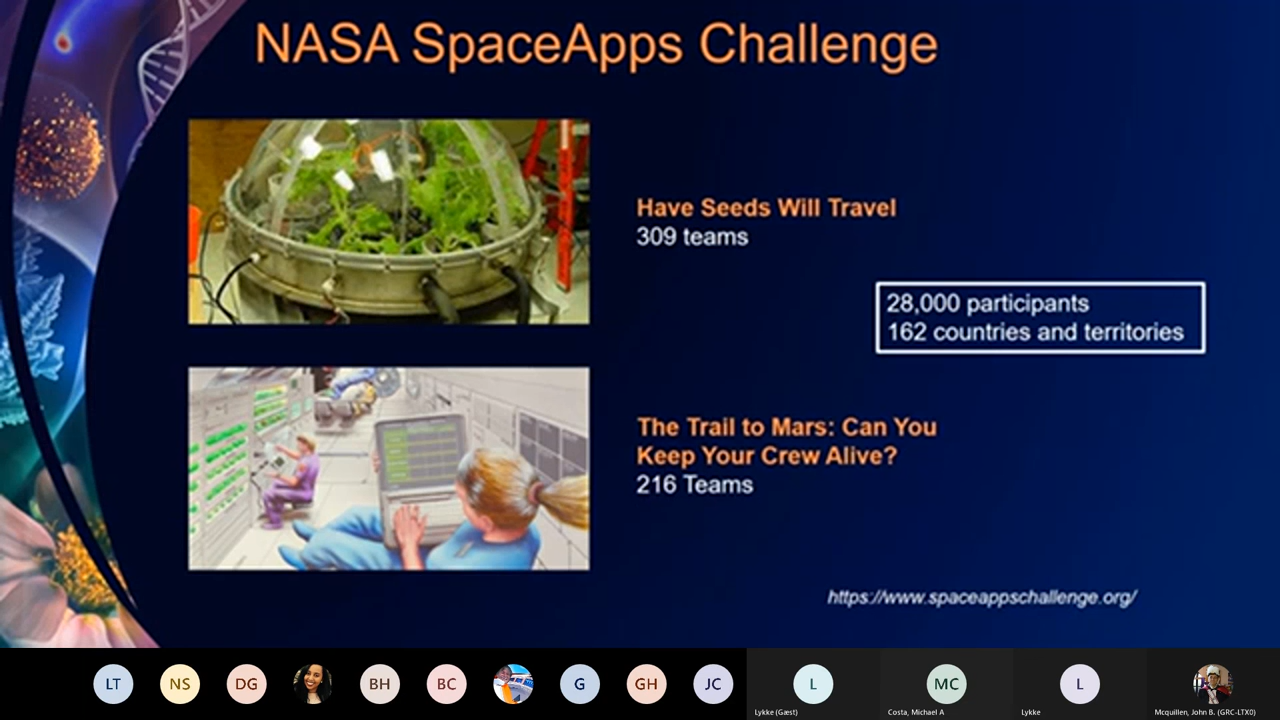 NASA SpaceApps Challenge
Have Seeds Will Travel
309 teams
28,000 participants
162 countries and territories
The Trail to Mars: Can You
Keep Your Crew Alive?
216 Teams
https://www.spaceappschallenge.org/
LT
NS
DG
BH
BC
G
GH
JC
L
MC
L
Lykke (Gæst)
Costa, Michael A
Lykke
Mcquillen, John B. (GRC-LTX0)